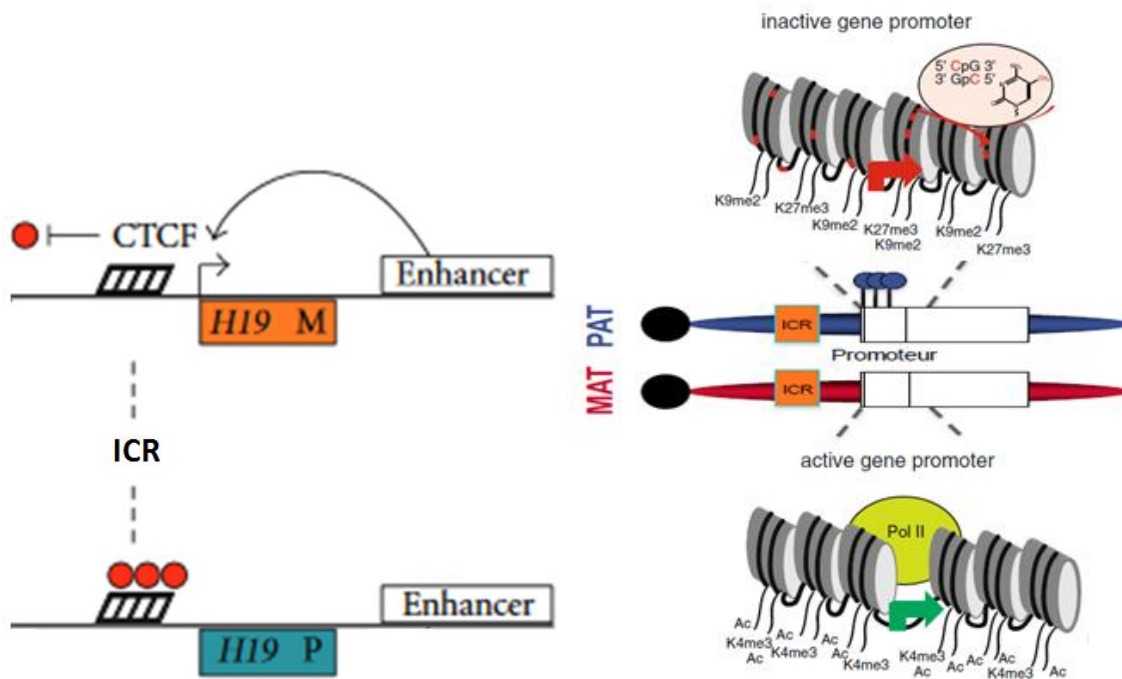 CTCF
Enhancer
H19 M
ICR
Enhancer
H19 P
inactive gene promoter
5' CpG 3'
3' GpC 5'
NH₂
CH₃
O
K9me2
K27me3
K9me2
K27me3
K9me2
K9me2
K27me3
PAT
ICR
Promoteur
MAT
ICR
active gene promoter
Pol II
Ac
K4me3
Ac
Ac
K4me3
Ac
Ac
K4me3
K4me3
Ac
Ac
Ac
Ac
K4me3
Ac